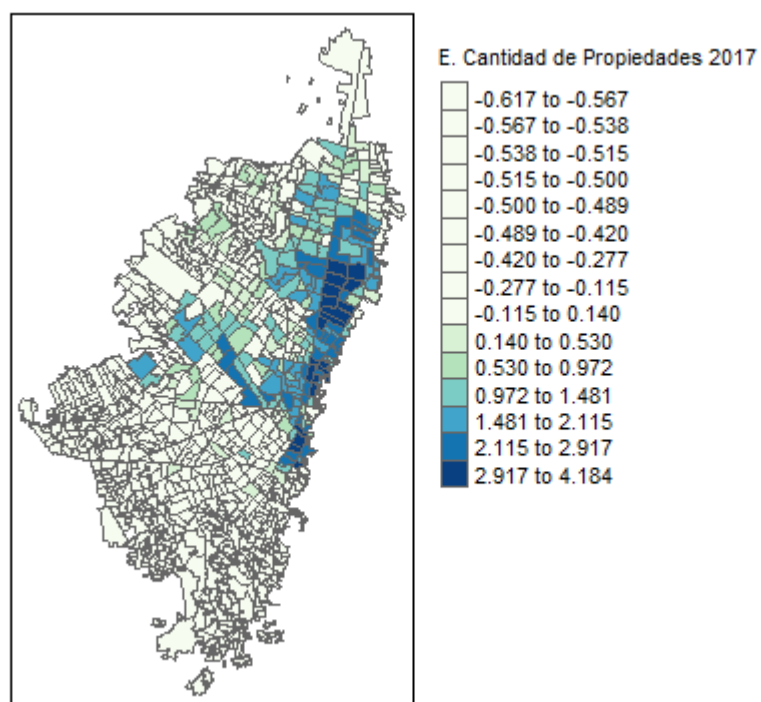 E. Cantidad de Propiedades 2017
-0.617 to -0.567
-0.567 to -0.538
-0.538 to -0.515
-0.515 to -0.500
-0.500 to -0.489
-0.489 to -0.420
-0.420 to -0.277
-0.277 to -0.115
-0.115 to 0.140
0.140 to 0.530
0.530 to 0.972
0.972 to 1.481
1.481 to 2.115
2.115 to 2.917
2.917 to 4.184